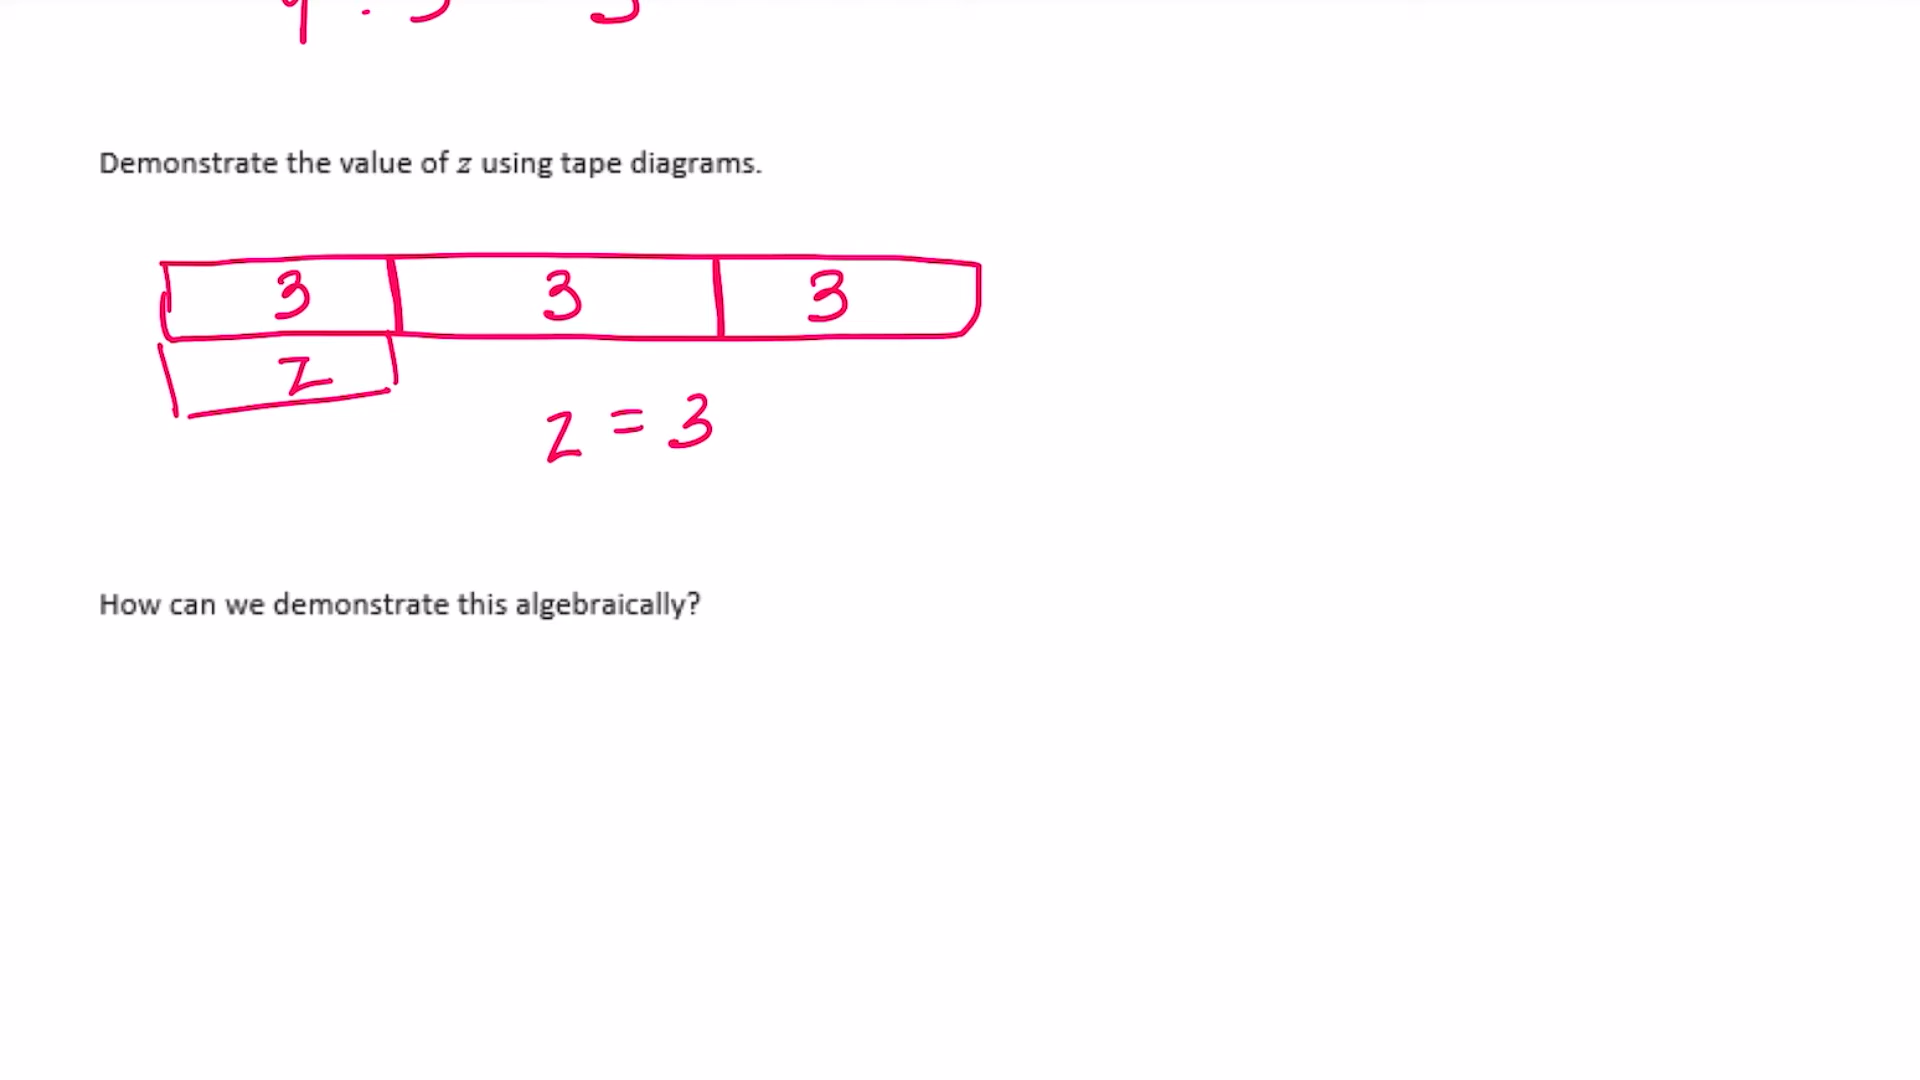 Demonstrate the value of z using tape diagrams.
3 3 3
z
z = 3
How can we demonstrate this algebraically?